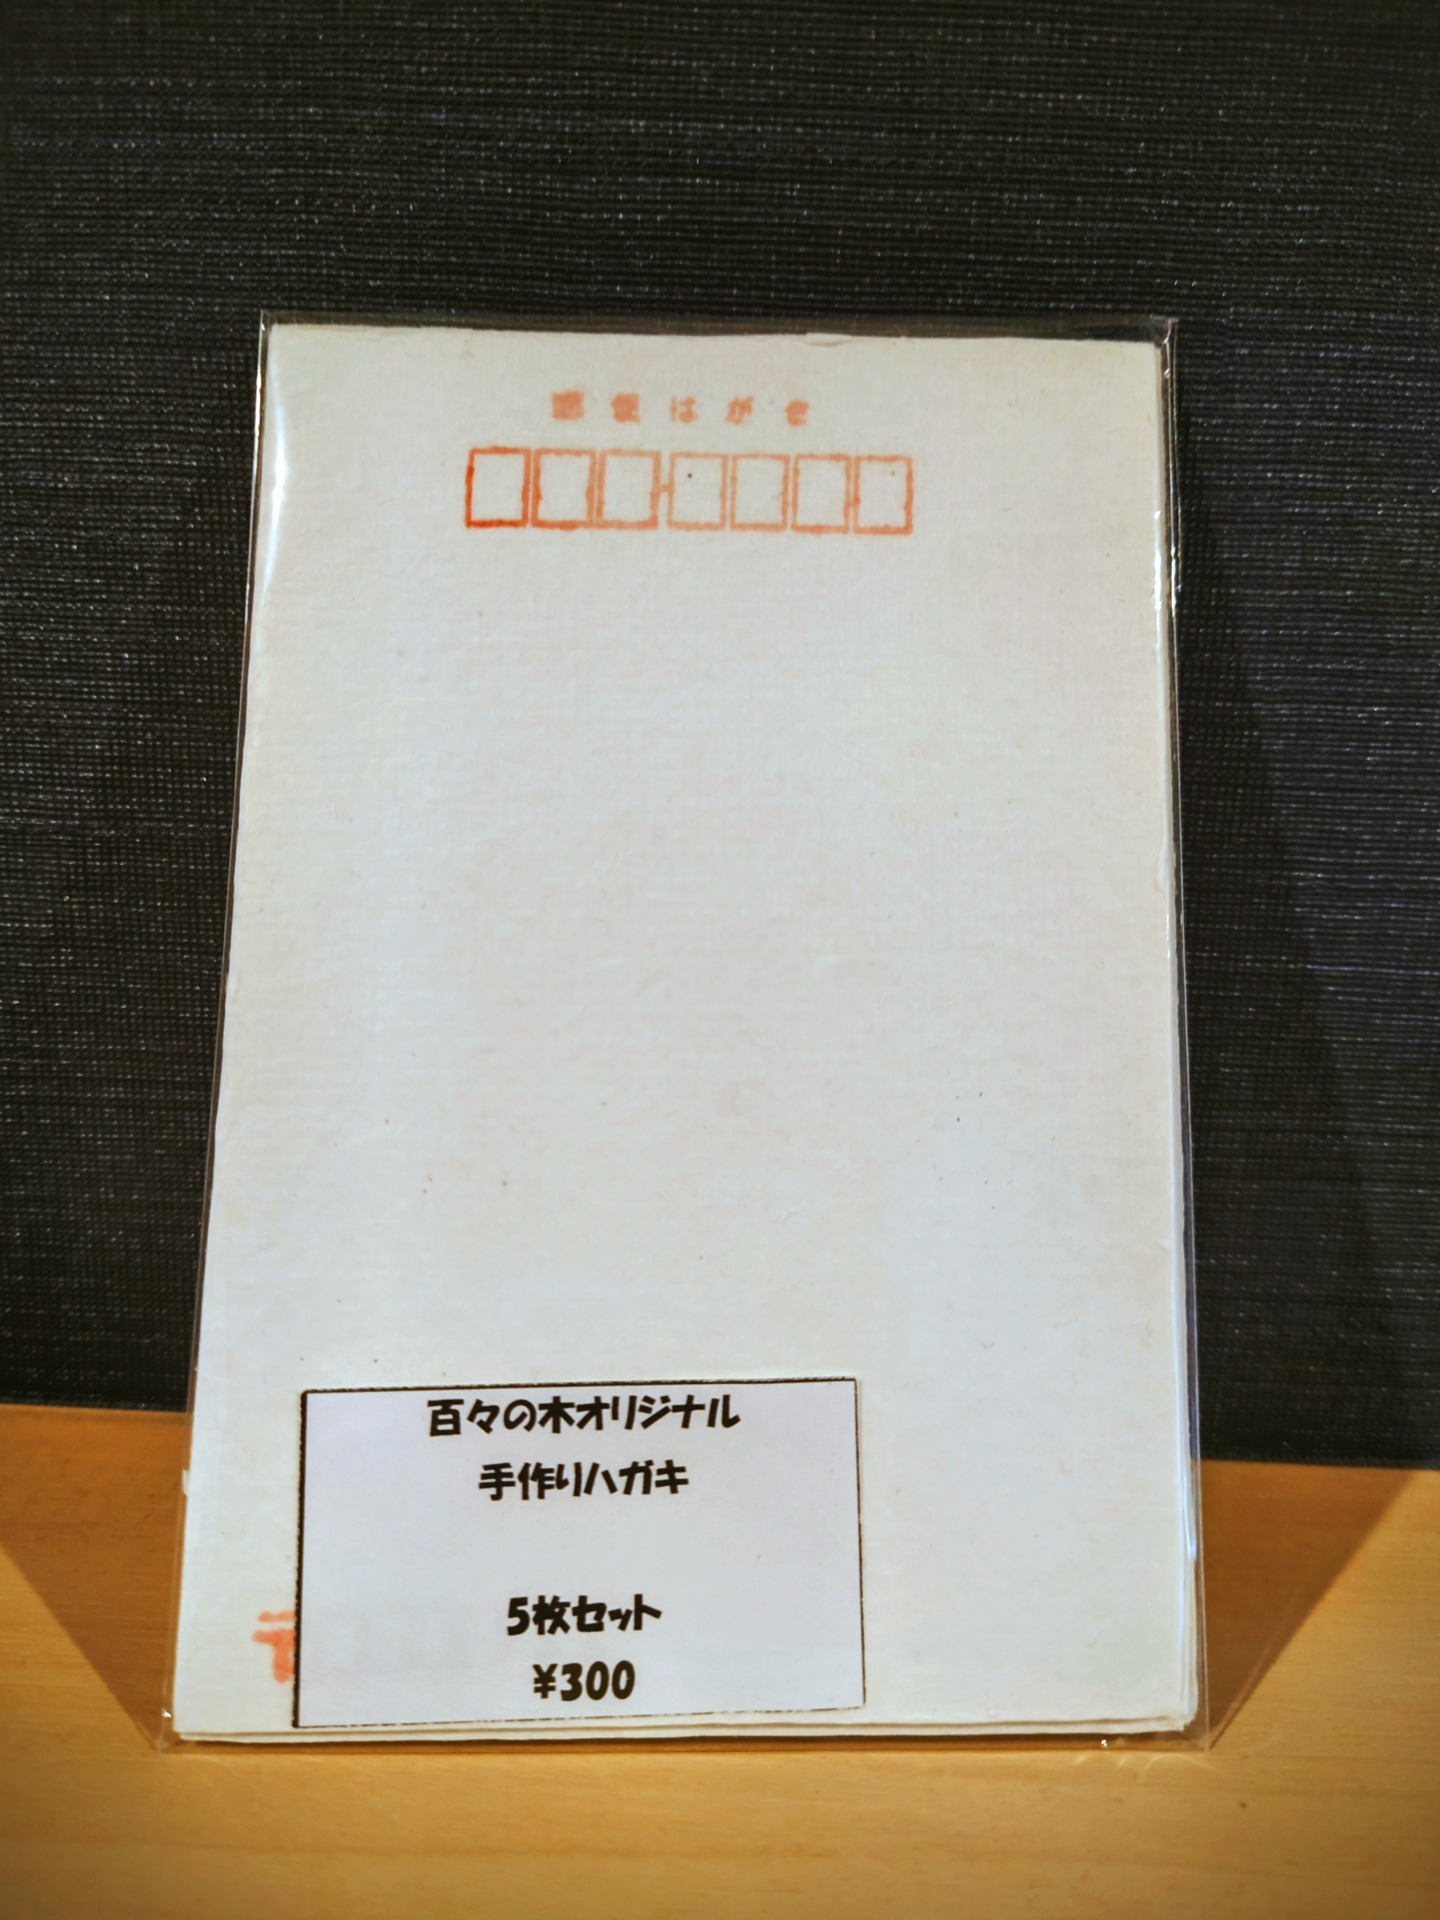 郵便はがき
百々の木オリジナル
手作りハガキ
5枚セット
¥300